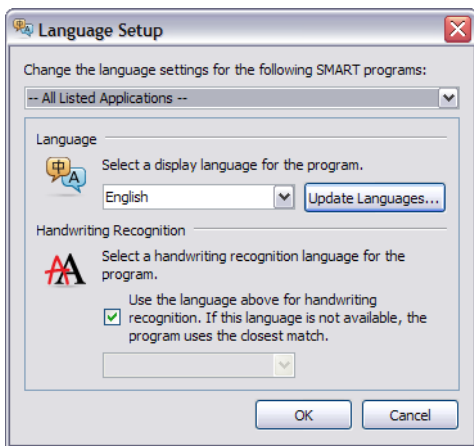 Language Setup
Change the language settings for the following SMART programs:
-- All Listed Applications --
Language
中
A
Select a display language for the program.
English
Update Languages...
Handwriting Recognition
AA
Select a handwriting recognition language for the
program.
Use the language above for handwriting
recognition. If this language is not available, the
program uses the closest match.
OK
Cancel